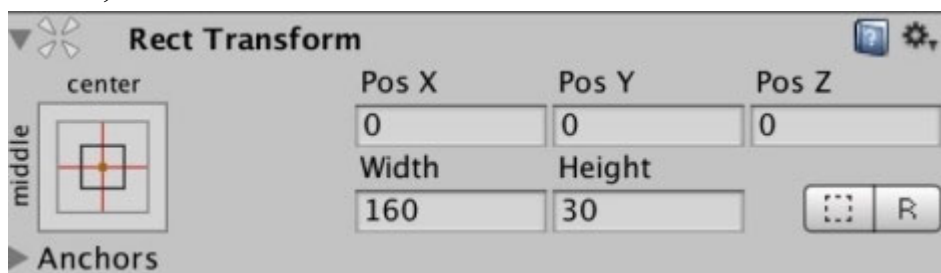 Rect Transform
center
Pos X Pos Y Pos Z
middle
0 0 0
Width Height
160 30
R
Anchors